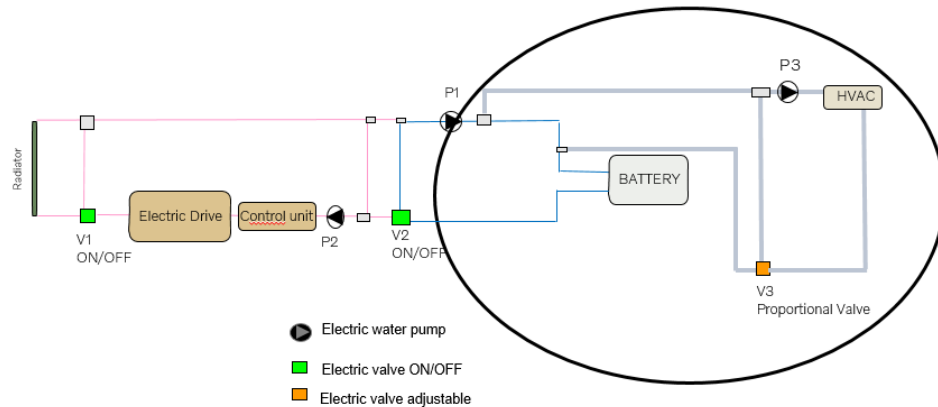 P3
P1
HVAC
Radiator
BATTERY
Electric Drive
Control unit
P2
V1
ON/OFF
V2
ON/OFF
V3
Proportional Valve
Electric water pump
Electric valve ON/OFF
Electric valve adjustable